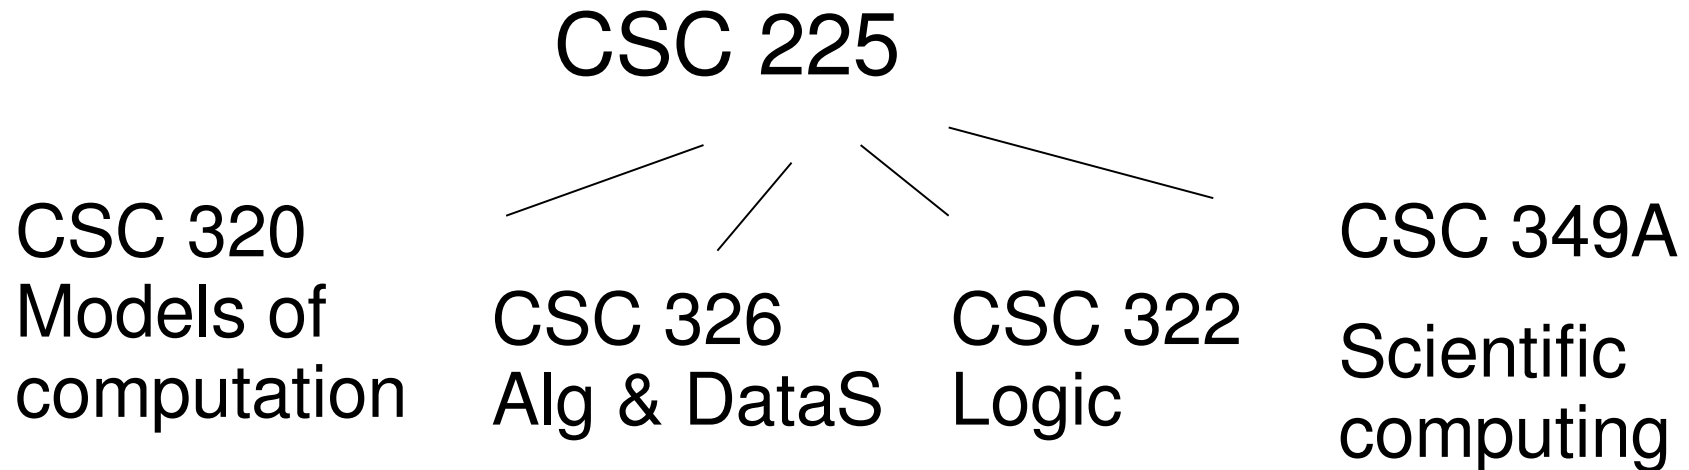 CSC 225
CSC 320
Models of
computation
CSC 326
Alg & DataS
CSC 322
Logic
CSC 349A
Scientific
computing